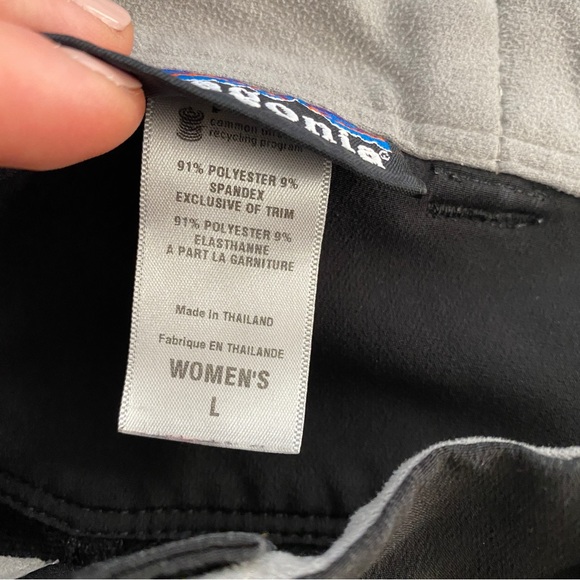 agonia
common
recycling program
91% POLYESTER 9%
SPANDEX
EXCLUSIVE OF TRIM
91% POLYESTER 9%
ELASTHANNE
A PART LA GARNITURE
Made in THAILAND
Fabrique EN THAILANDE
WOMEN'S
L